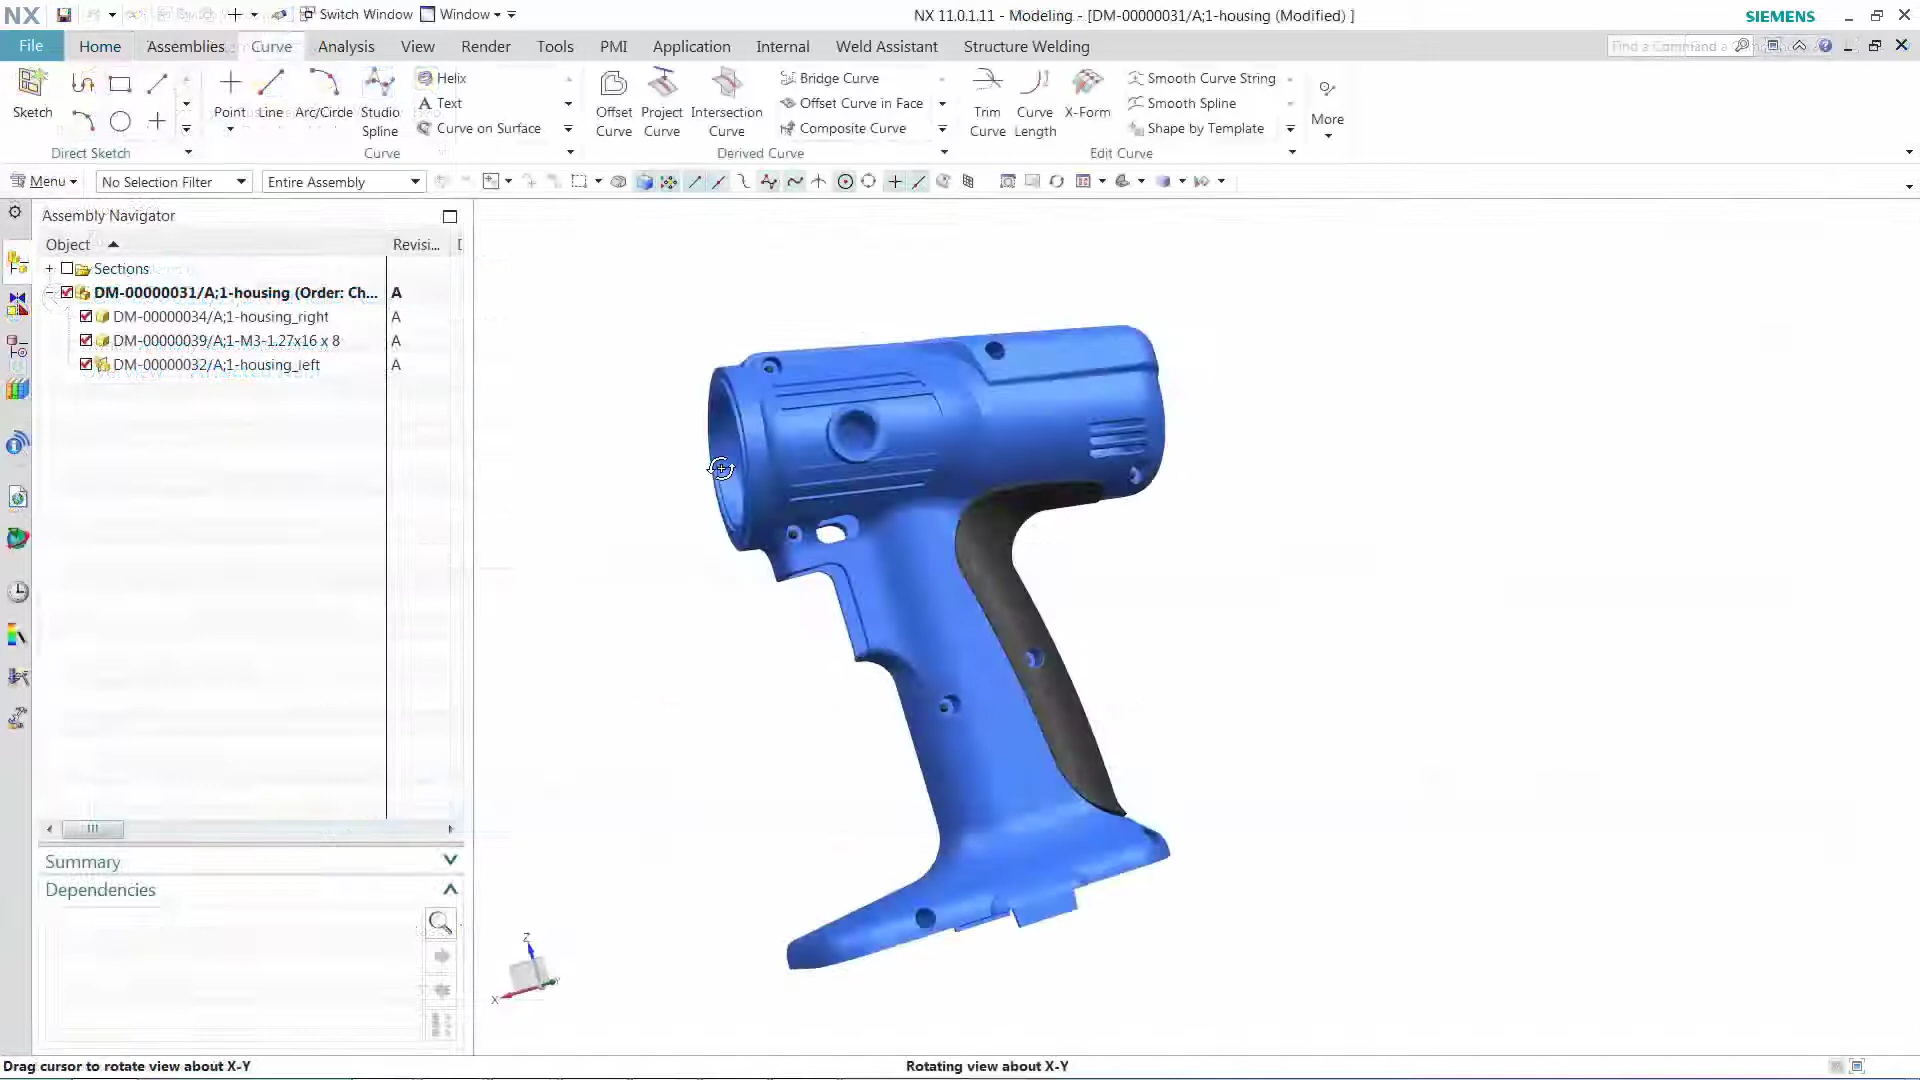 NX
Switch Window
Window
NX 11.0.1.11 - Modeling - [DM-00000031/A;1-housing (Modified) ]
SIEMENS
File
Home
Assemblies
Curve
Analysis
View
Render
Tools
PMI
Application
Internal
Weld Assistant
Structure Welding
Find a Command
Sketch
Point
Line
Arc/Circle
Studio
Spline
Helix
Text
Curve on Surface
Offset
Curve
Project
Curve
Intersection
Curve
Bridge Curve
Offset Curve in Face
Composite Curve
Trim
Curve
Curve
Length
X-Form
Smooth Curve String
Smooth Spline
Shape by Template
More
Direct Sketch
Curve
Derived Curve
Edit Curve
Menu
No Selection Filter
Entire Assembly
Assembly Navigator
Object
Revisi...
Sections
DM-00000031/A;1-housing (Order: Ch...
A
DM-00000034/A;1-housing_right
A
DM-00000039/A;1-M3-1.27x16 x 8
A
DM-00000032/A;1-housing_left
A
Summary
Dependencies
Z
X
Drag cursor to rotate view about X-Y
Rotating view about X-Y